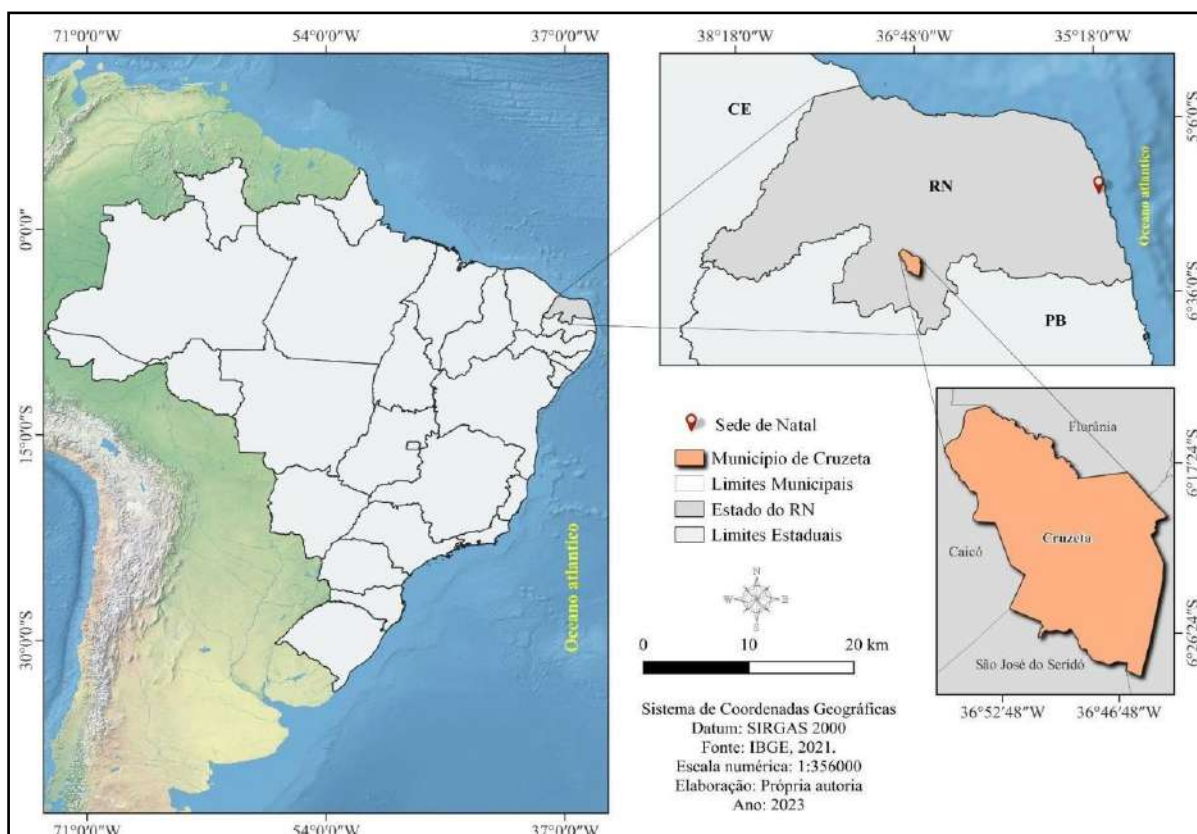 71°0'0"W
54°0'0"W
37°0'0"W
0°0'0"
15°0'0"S
30°0'0"S
Oceano atlantico
71°0'0"W
54°0'0"W
37°0'0"W
38°18'0"W
36°48'0"W
35°18'0"W
CE
RN
PB
Oceano atlantico
5°6'0"S
6°36'0"S
Sede de Natal
Município de Cruzeta
Limites Municipais
Estado do RN
Limites Estaduais
N
W
E
S
0
10
20 km
Sistema de Coordenadas Geográficas
Datum: SIRGAS 2000
Fonte: IBGE, 2021.
Escala numérica: 1:356000
Elaboração: Própria autoria
Ano: 2023
Flurânia
Caicó
Cruzeta
São José do Seridó
6°17'24"S
6°26'24"S
36°52'48"W
36°46'48"W